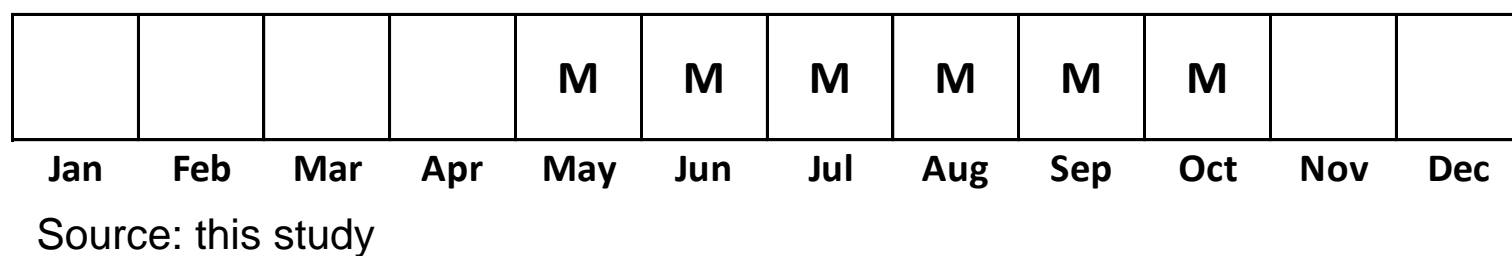 M M M M M M
Jan Feb Mar Apr May Jun Jul Aug Sep Oct Nov Dec
Source: this study